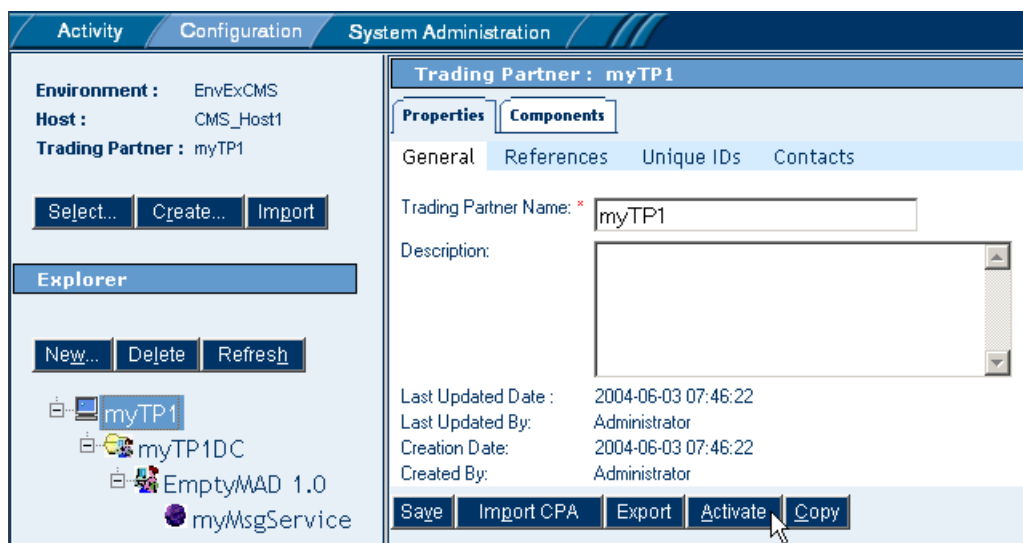 Activity Configuration System Administration
Environment : EnvExCMS
Host : CMS_Host1
Trading Partner : myTP1
Select... Create... Import
Explorer
New... Delete Refresh
myTP1
myTP1DC
EmptyMAD 1.0
myMsgService
Trading Partner : myTP1
Properties Components
General References Unique IDs Contacts
Trading Partner Name: * myTP1
Description:
Last Updated Date : 2004-06-03 07:46:22
Last Updated By: Administrator
Creation Date: 2004-06-03 07:46:22
Created By: Administrator
Save Import CPA Export Activate Copy